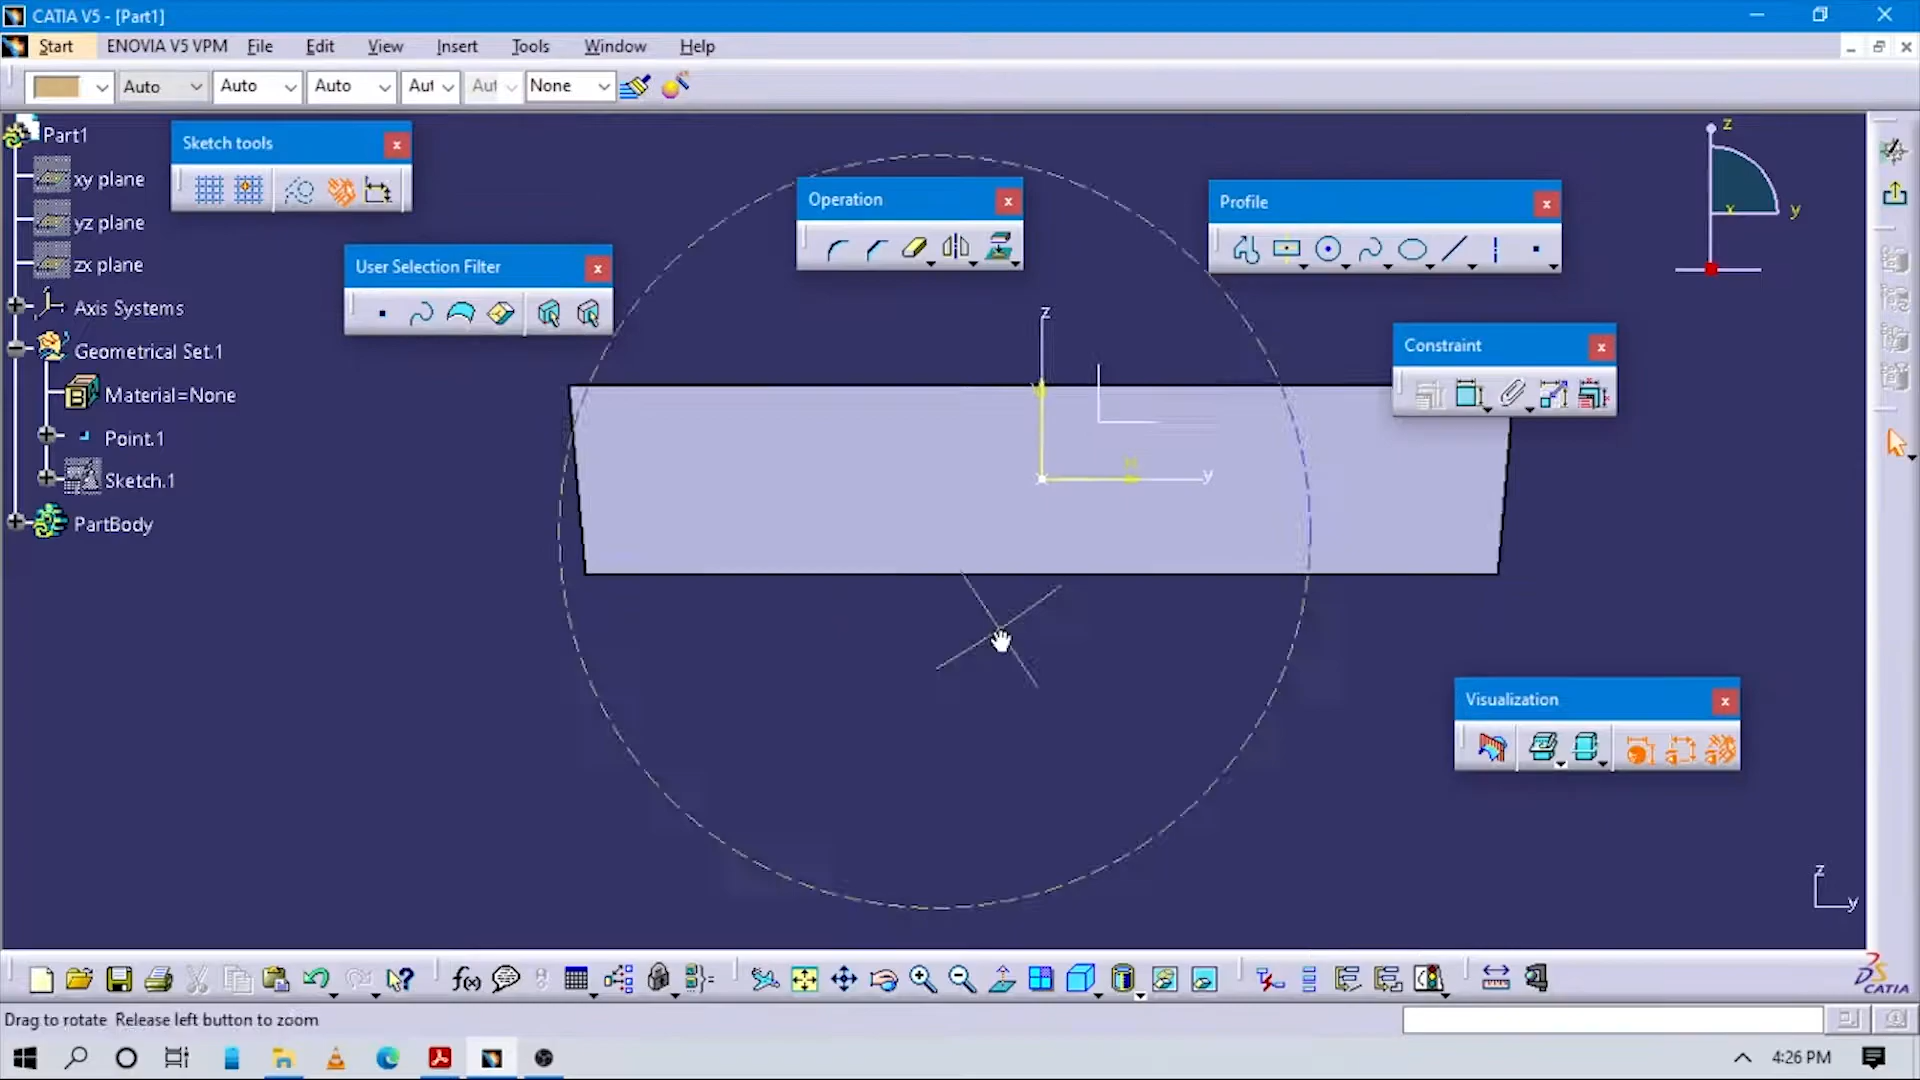 CATIA V5 - [Part1]
Start ENOVIA V5 VPM File Edit View Insert Tools Window Help
Auto Auto Auto Aut Aut None
Part1
xy plane
yz plane
zx plane
Axis Systems
Geometrical Set.1
Material=None
Point.1
Sketch.1
PartBody
Sketch tools
User Selection Filter
Operation
Profile
Constraint
Visualization
z
x
y
z
y
z
y
f(x)
DS
CATIA
Drag to rotate Release left button to zoom
4:26 PM